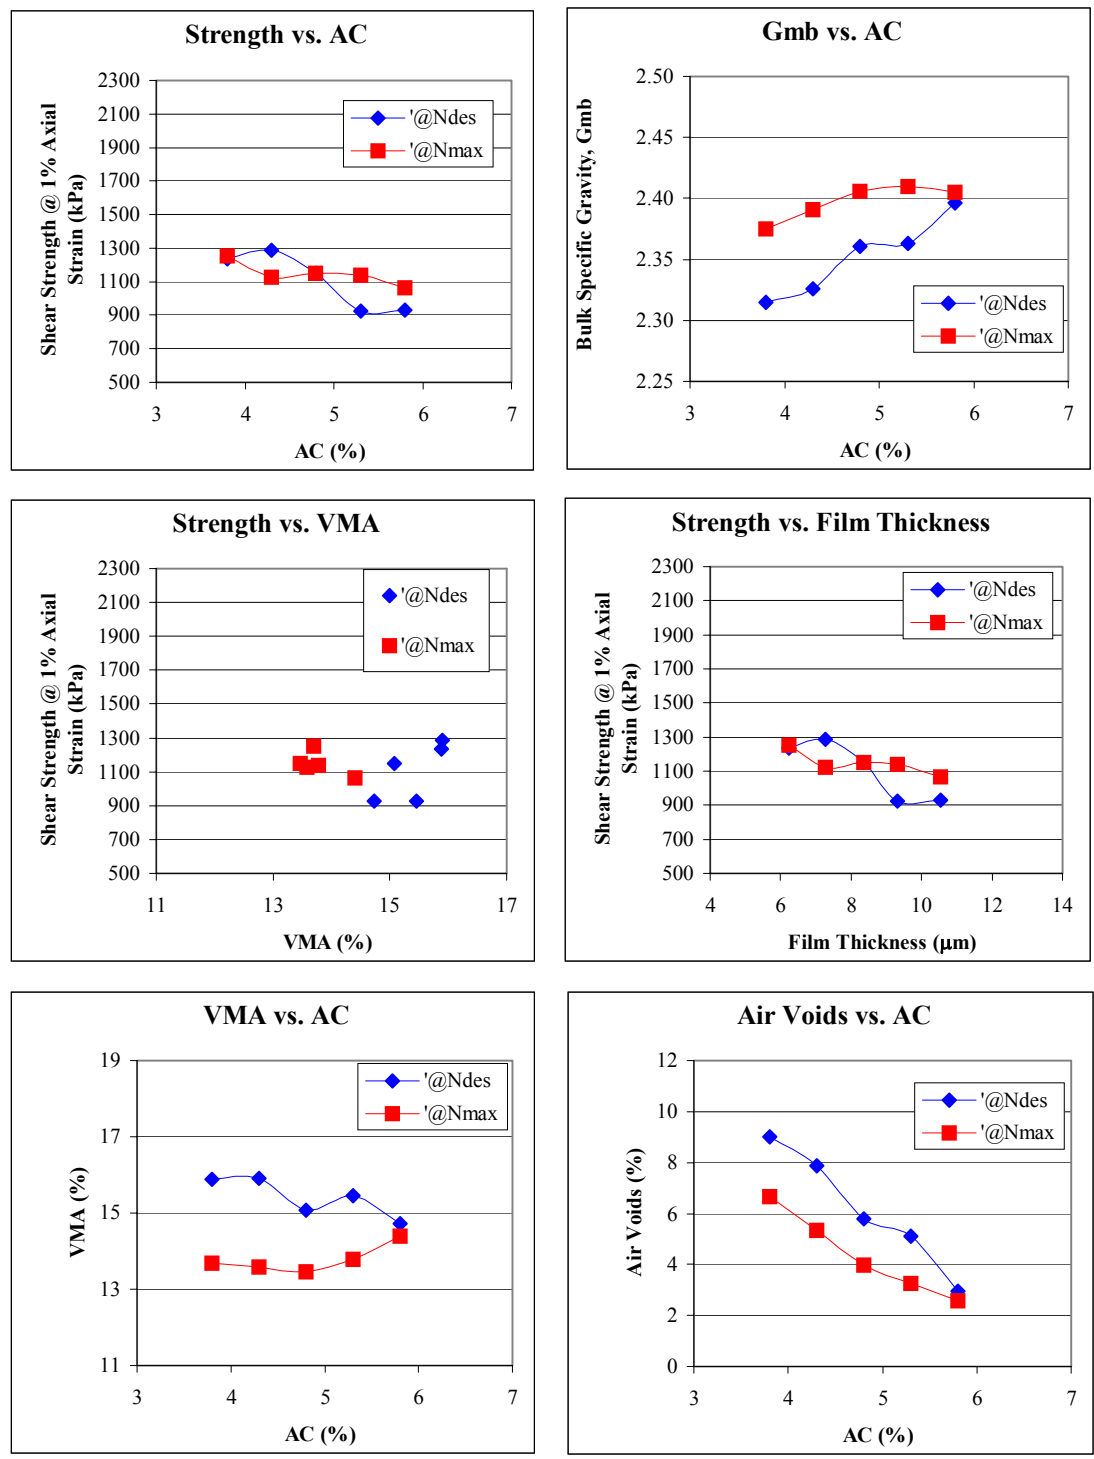 Strength vs. AC
Shear Strength @ 1% Axial
Strain (kPa)
2300
2100
1900
1700
1500
1300
1100
900
700
500
'@Ndes
'@Nmax
3 4 5 6 7
AC (%)
Gmb vs. AC
Bulk Specific Gravity, Gmb
2.50
2.45
2.40
2.35
2.30
2.25
'@Ndes
'@Nmax
3 4 5 6 7
AC (%)
Strength vs. VMA
Shear Strength @ 1% Axial
Strain (kPa)
2300
2100
1900
1700
1500
1300
1100
900
700
500
'@Ndes
'@Nmax
11 13 15 17
VMA (%)
Strength vs. Film Thickness
Shear Strength @ 1% Axial
Strain (kPa)
2300
2100
1900
1700
1500
1300
1100
900
700
500
'@Ndes
'@Nmax
4 6 8 10 12 14
Film Thickness (μm)
VMA vs. AC
VMA (%)
19
17
15
13
11
'@Ndes
'@Nmax
3 4 5 6 7
AC (%)
Air Voids vs. AC
Air Voids (%)
12
10
8
6
4
2
0
'@Ndes
'@Nmax
3 4 5 6 7
AC (%)